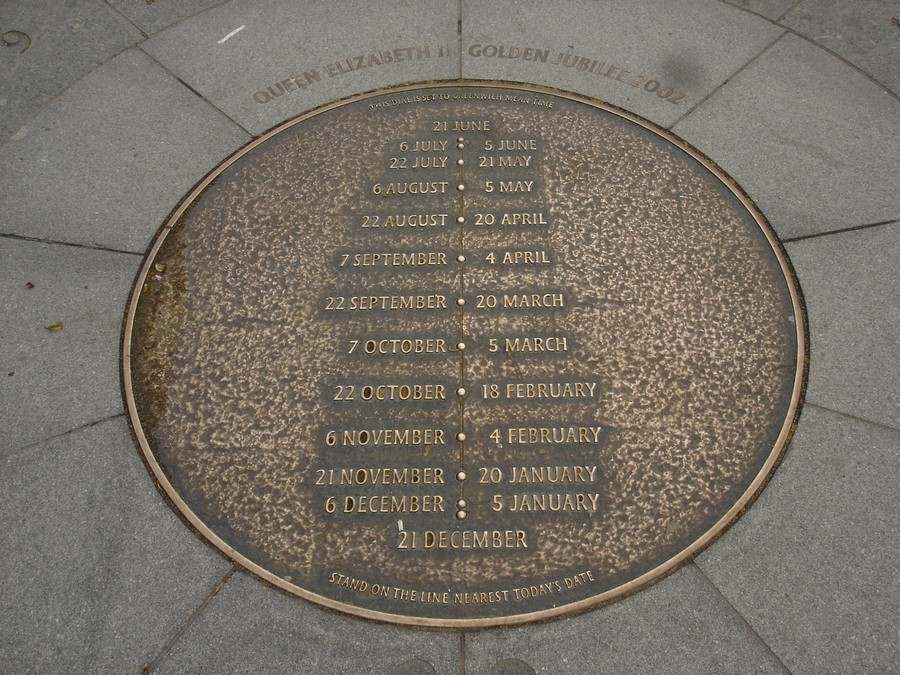 QUEEN ELIZABETH II GOLDEN JUBILEE 2002
THIS DIAL IS SET TO GREENWICH MEAN TIME
21 JUNE
6 JULY 5 JUNE
22 JULY 21 MAY
6 AUGUST 5 MAY
22 AUGUST 20 APRIL
7 SEPTEMBER 4 APRIL
22 SEPTEMBER 20 MARCH
7 OCTOBER 5 MARCH
22 OCTOBER 18 FEBRUARY
6 NOVEMBER 4 FEBRUARY
21 NOVEMBER 20 JANUARY
6 DECEMBER 5 JANUARY
21 DECEMBER
STAND ON THE LINE NEAREST TODAY'S DATE